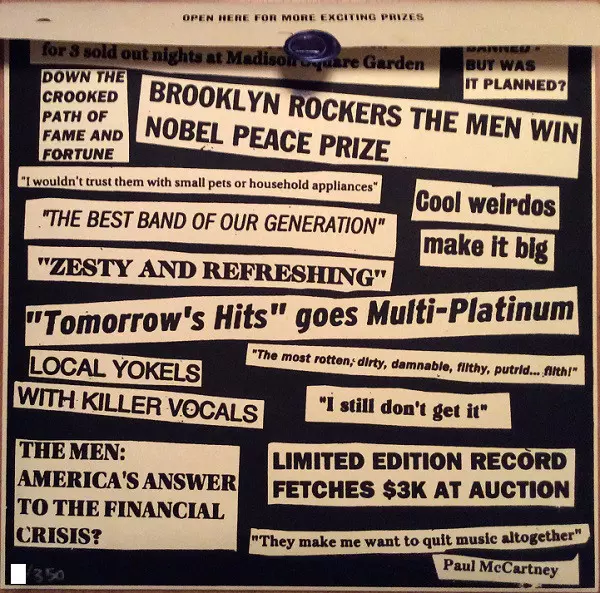 OPEN HERE FOR MORE EXCITING PRIZES
for 3 sold out nights at Madison Square Garden
BANNED -
BUT WAS
IT PLANNED?
DOWN THE
CROOKED
PATH OF
FAME AND
FORTUNE
BROOKLYN ROCKERS THE MEN WIN
NOBEL PEACE PRIZE
"I wouldn't trust them with small pets or household appliances"
Cool weirdos
make it big
"THE BEST BAND OF OUR GENERATION"
"ZESTY AND REFRESHING"
"Tomorrow's Hits" goes Multi-Platinum
LOCAL YOKELS
WITH KILLER VOCALS
"The most rotten, dirty, damnable, filthy, putrid... filth!"
"I still don't get it"
THE MEN:
AMERICA'S ANSWER
TO THE FINANCIAL
CRISIS?
LIMITED EDITION RECORD
FETCHES $3K AT AUCTION
"They make me want to quit music altogether"
Paul McCartney
/350